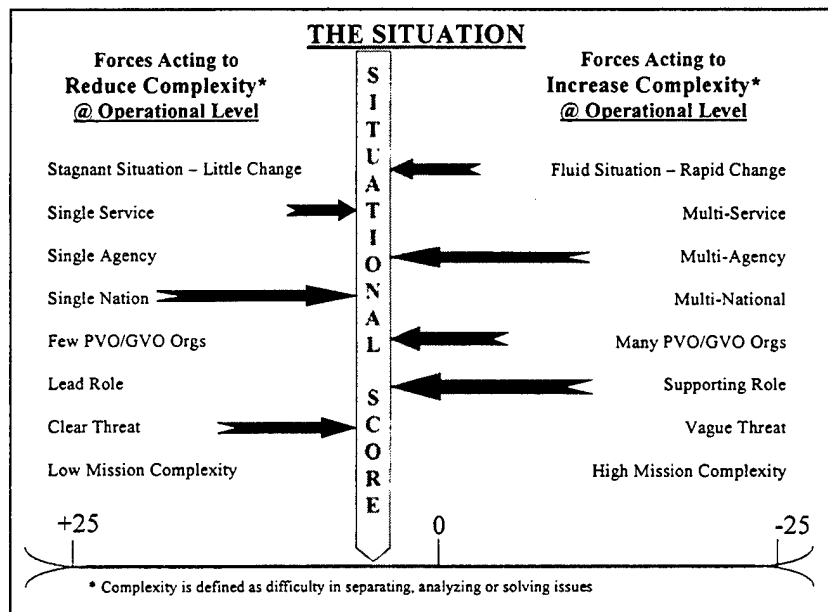 THE SITUATION
Forces Acting to
Reduce Complexity*
@ Operational Level
Forces Acting to
Increase Complexity*
@ Operational Level
SITUATIONAL SCORE
Stagnant Situation – Little Change
Fluid Situation – Rapid Change
Single Service
Multi-Service
Single Agency
Multi-Agency
Single Nation
Multi-National
Few PVO/GVO Orgs
Many PVO/GVO Orgs
Lead Role
Supporting Role
Clear Threat
Vague Threat
Low Mission Complexity
High Mission Complexity
+25
0
-25
* Complexity is defined as difficulty in separating, analyzing or solving issues